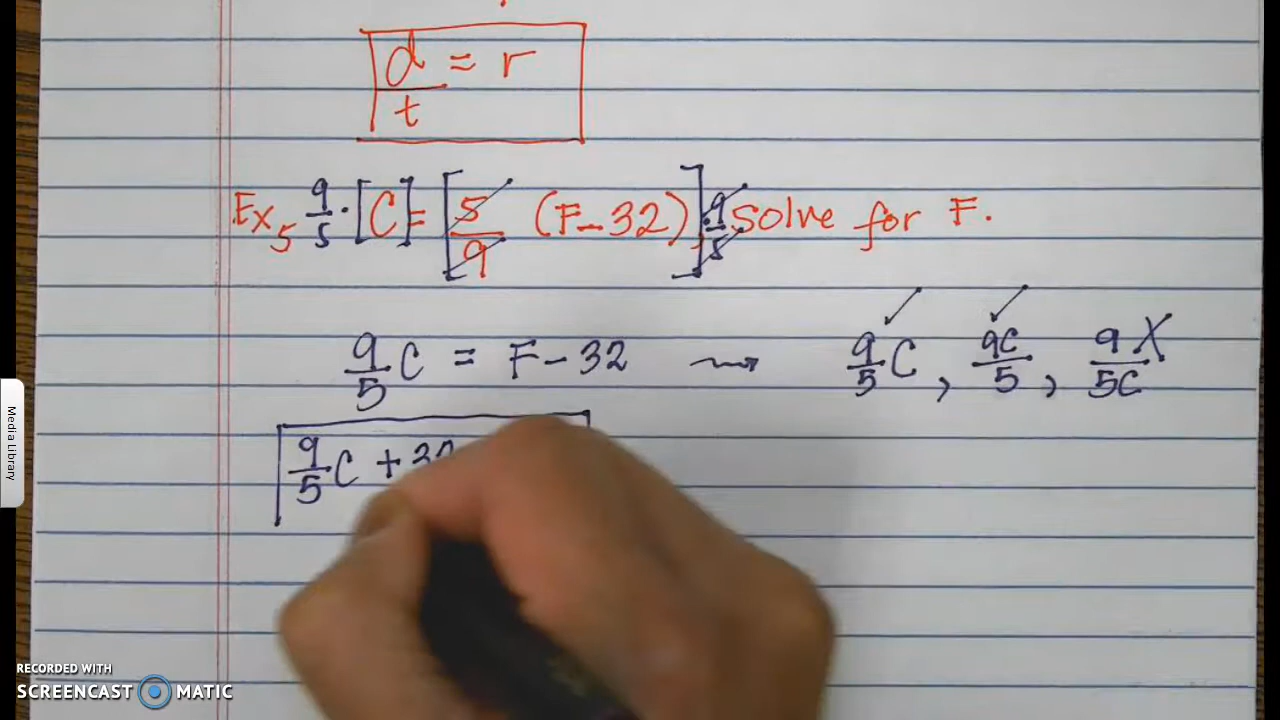 d/t = r
Ex 5 9/5 · [C] = [5/9 (F-32)] 9/5 solve for F.
9/5 C = F - 32 ⇝ 9/5 C, 9C/5, 9/5C X
9/5 C + 3
Media Library
RECORDED WITH
SCREENCAST MATIC